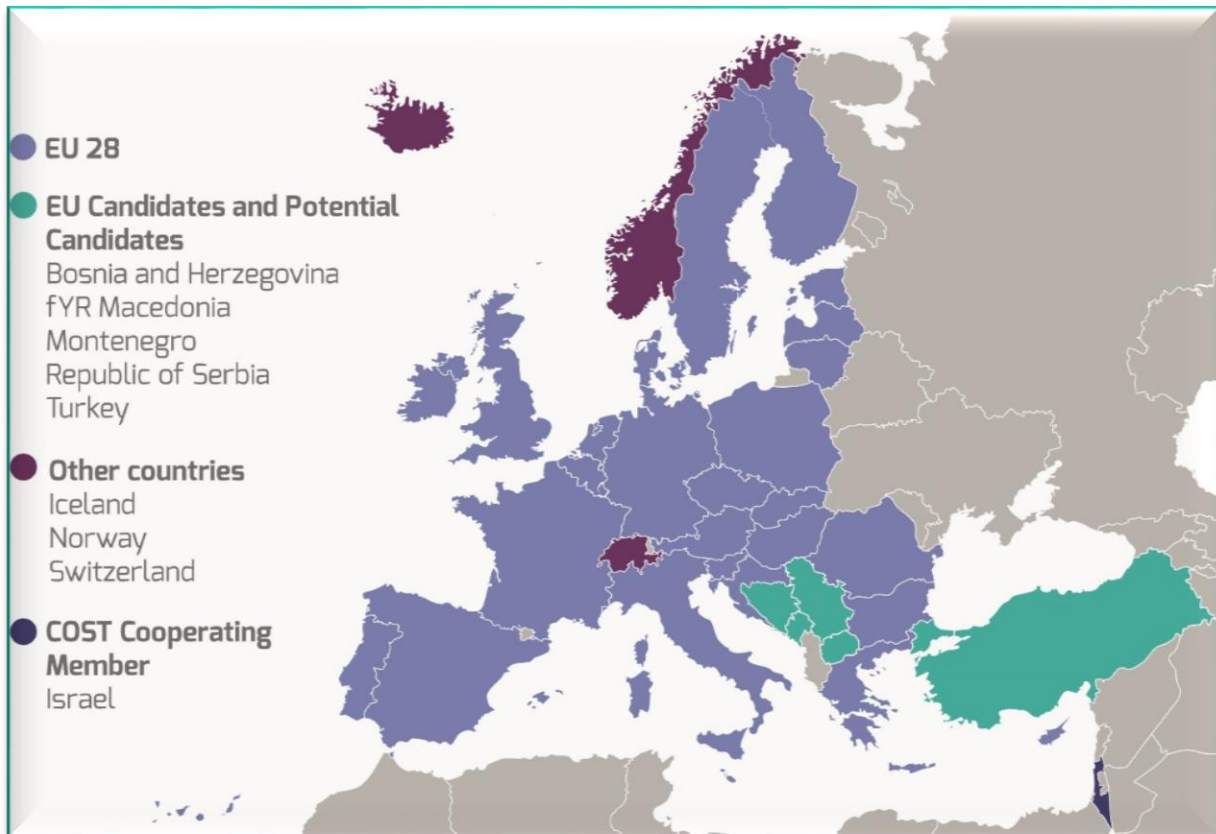 EU 28
EU Candidates and Potential
Candidates
Bosnia and Herzegovina
fYR Macedonia
Montenegro
Republic of Serbia
Turkey
Other countries
Iceland
Norway
Switzerland
COST Cooperating
Member
Israel